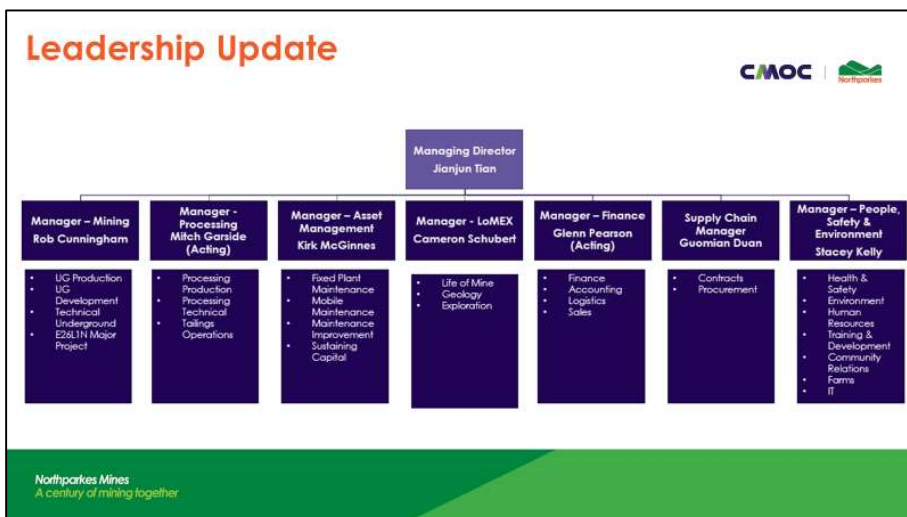 Leadership Update
CMOC
Northparkes
Managing Director
Jianjun Tian
Manager – Mining
Rob Cunningham
• UG Production
• UG
Development
• Technical
Underground
• E26L1N Major
Project
Manager -
Processing
Mitch Garside
(Acting)
• Processing
Production
• Processing
Technical
• Tailings
Operations
Manager – Asset
Management
Kirk McGinnes
• Fixed Plant
Maintenance
• Mobile
Maintenance
• Maintenance
Improvement
• Sustaining
Capital
Manager - LoMEX
Cameron Schubert
• Life of Mine
• Geology
• Exploration
Manager – Finance
Glenn Pearson
(Acting)
• Finance
• Accounting
• Logistics
• Sales
Supply Chain
Manager
Guomian Duan
• Contracts
• Procurement
Manager – People,
Safety &
Environment
Stacey Kelly
• Health &
Safety
• Environment
• Human
Resources
• Training &
Development
• Community
Relations
• Farms
• IT
Northparkes Mines
A century of mining together